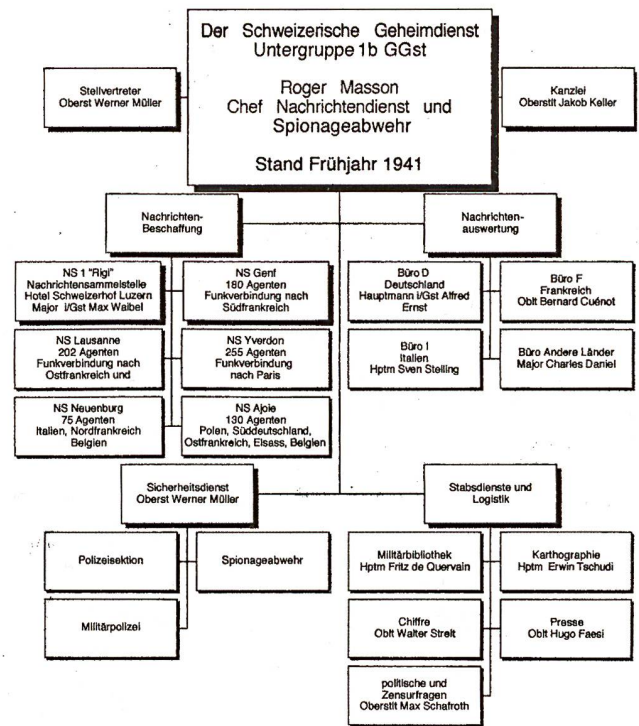 Der Schweizerische Geheimdienst
Untergruppe 1b GGst
Roger Masson
Chef Nachrichtendienst und
Spionageabwehr
Stand Frühjahr 1941
Stellvertreter
Oberst Werner Müller
Kanzlei
Oberstlt Jakob Keller
Nachrichten-
Beschaffung
Nachrichten-
auswertung
NS 1 "Rigi"
Nachrichtensammelstelle
Hotel Schweizerhof Luzern
Major i/Gst Max Waibel
NS Genf
180 Agenten
Funkverbindung nach
Südfrankreich
NS Lausanne
202 Agenten
Funkverbindung nach
Ostfrankreich und
NS Yverdon
255 Agenten
Funkverbindung
nach Paris
NS Neuenburg
75 Agenten
Italien, Nordfrankreich
Belgien
NS Ajoie
130 Agenten
Polen, Süddeutschland,
Ostfrankreich, Elsass, Belgien
Büro D
Deutschland
Hauptmann i/Gst Alfred
Ernst
Büro F
Frankreich
Oblt Bernard Cuénot
Büro I
Italien
Hptm Sven Stelling
Büro Andere Länder
Major Charles Daniel
Sicherheitsdienst
Oberst Werner Müller
Stabsdienste und
Logistik
Polizeisektion
Spionageabwehr
Militärpolizei
Militärbibliothek
Hptm Fritz de Quervain
Karthographie
Hptm Erwin Tschudi
Chiffre
Oblt Walter Streit
Presse
Oblt Hugo Faesi
politische und
Zensurfragen
Oberstlt Max Schafroth